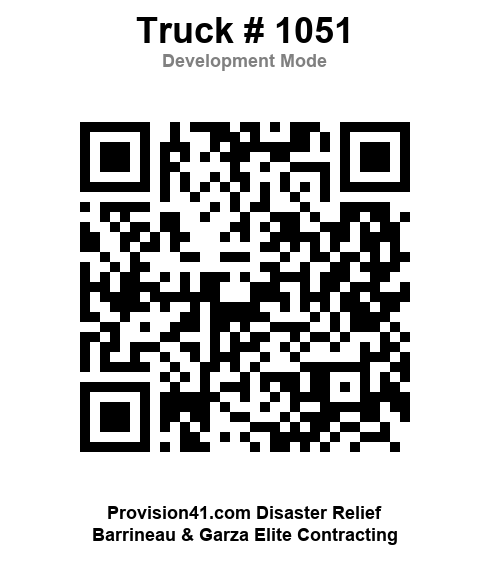 Truck # 1051
Development Mode
Provision41.com Disaster Relief
Barrineau & Garza Elite Contracting